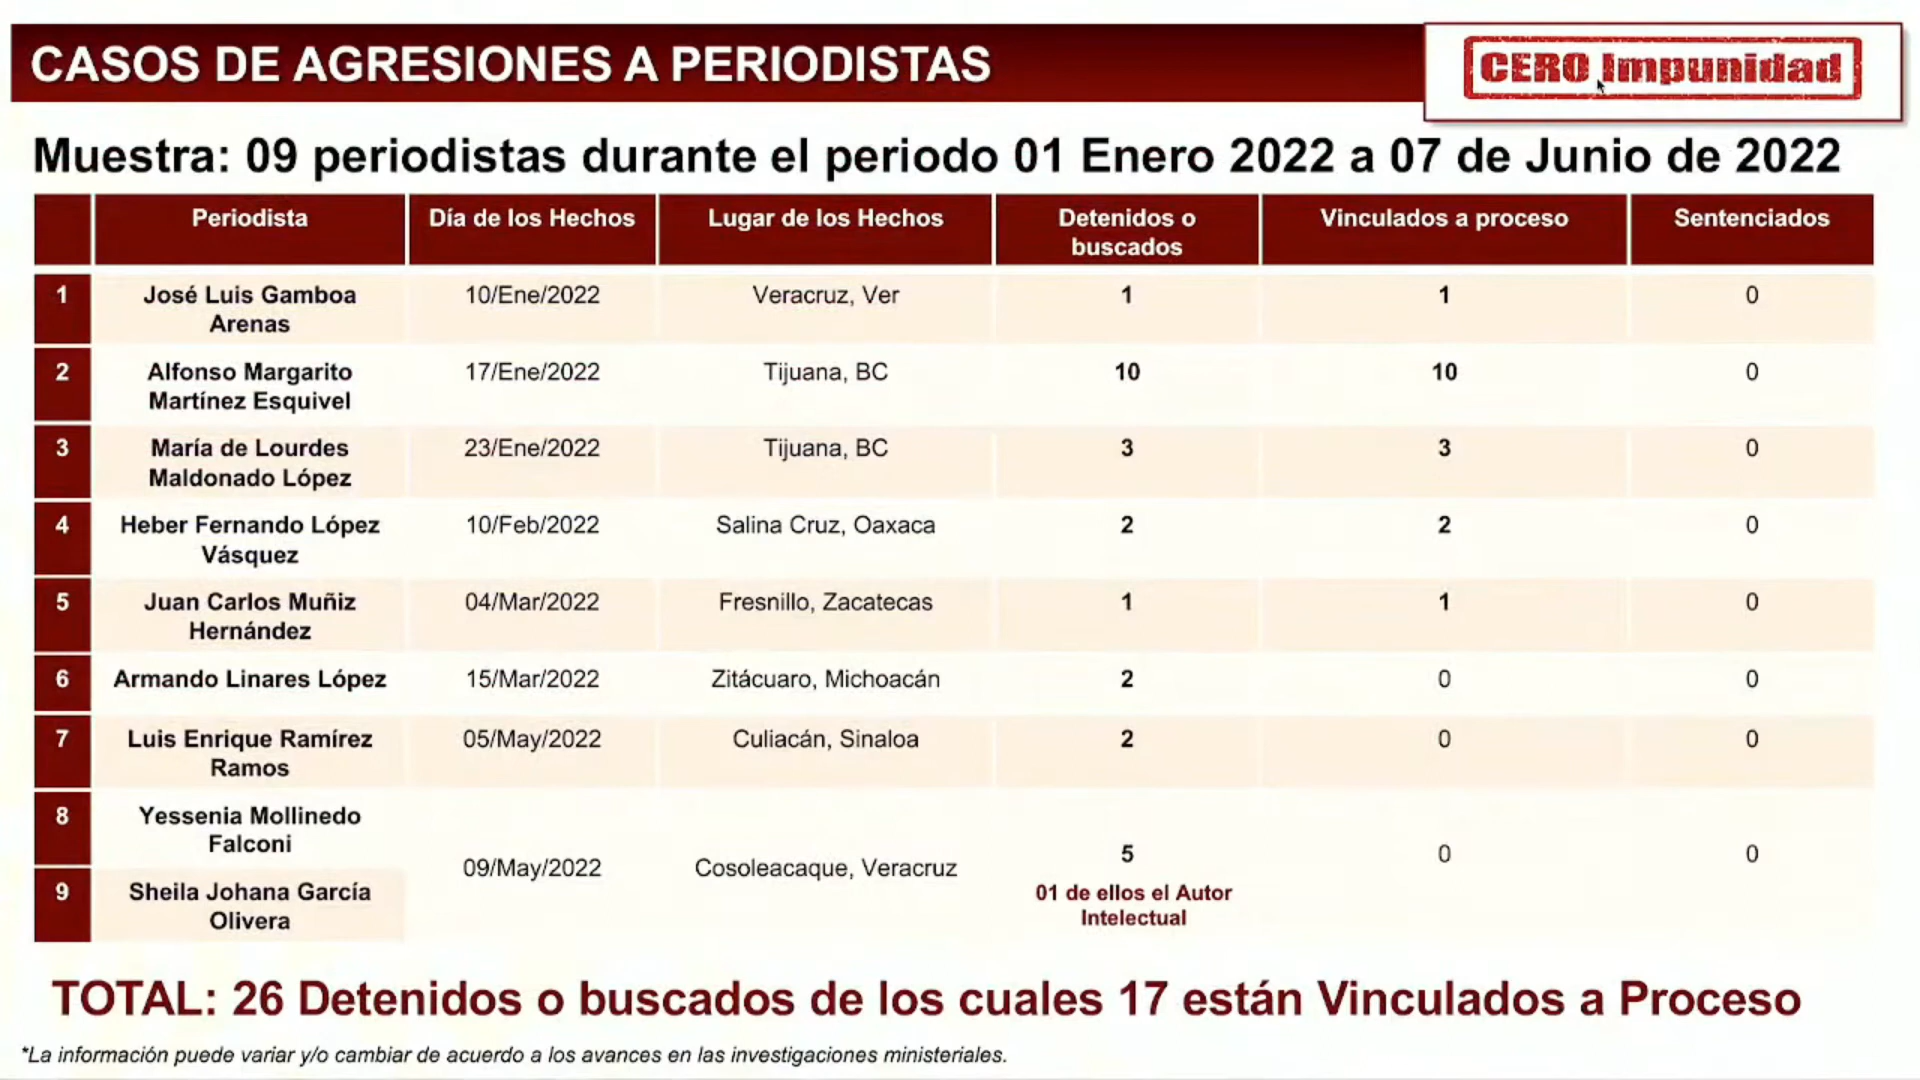 CASOS DE AGRESIONES A PERIODISTAS
CERO Impunidad
Muestra: 09 periodistas durante el periodo 01 Enero 2022 a 07 de Junio de 2022
Periodista Día de los Hechos Lugar de los Hechos Detenidos o buscados Vinculados a proceso Sentenciados
1 José Luis Gamboa Arenas 10/Ene/2022 Veracruz, Ver 1 1 0
2 Alfonso Margarito Martínez Esquivel 17/Ene/2022 Tijuana, BC 10 10 0
3 María de Lourdes Maldonado López 23/Ene/2022 Tijuana, BC 3 3 0
4 Heber Fernando López Vásquez 10/Feb/2022 Salina Cruz, Oaxaca 2 2 0
5 Juan Carlos Muñiz Hernández 04/Mar/2022 Fresnillo, Zacatecas 1 1 0
6 Armando Linares López 15/Mar/2022 Zitácuaro, Michoacán 2 0 0
7 Luis Enrique Ramírez Ramos 05/May/2022 Culiacán, Sinaloa 2 0 0
8 Yessenia Mollinedo Falconi
09/May/2022 Cosoleacaque, Veracruz 5 0 0
01 de ellos el Autor Intelectual
9 Sheila Johana García Olivera
TOTAL: 26 Detenidos o buscados de los cuales 17 están Vinculados a Proceso
*La información puede variar y/o cambiar de acuerdo a los avances en las investigaciones ministeriales.